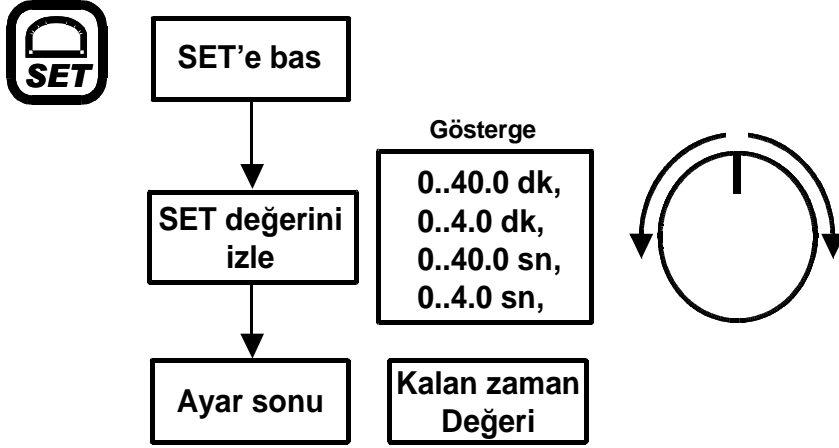 SET
SET’e bas
Gösterge
SET değerini
izle
0..40.0 dk,
0..4.0 dk,
0..40.0 sn,
0..4.0 sn,
Ayar sonu
Kalan zaman
Değeri